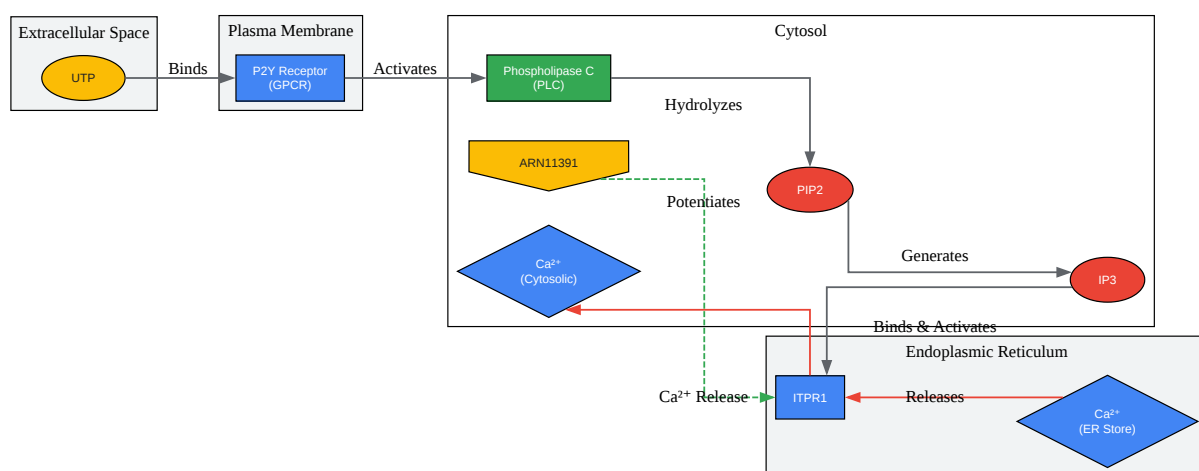 Extracellular Space
UTP
Binds
Plasma Membrane
P2Y Receptor
(GPCR)
Activates
Cytosol
Phospholipase C
(PLC)
Hydrolyzes
ARN11391
Potentiates
PIP2
Ca²⁺
(Cytosolic)
Generates
IP3
Binds & Activates
Endoplasmic Reticulum
Ca²⁺ Release
ITPR1
Releases
Ca²⁺
(ER Store)